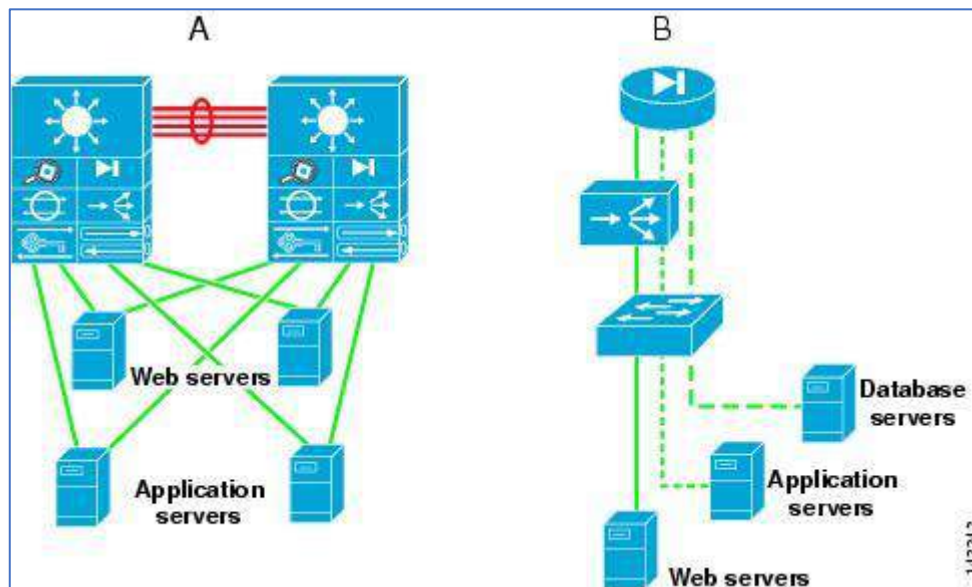 A
B
Web servers
Application
servers
Database
servers
Application
servers
Web servers